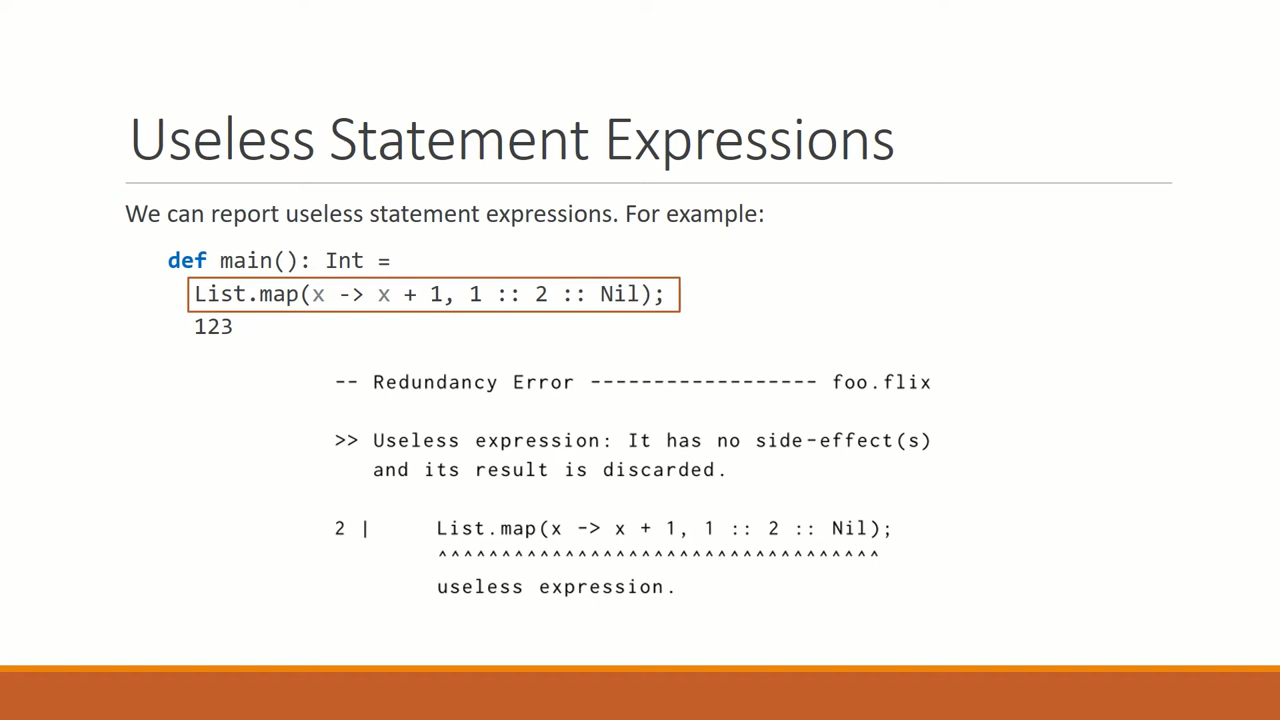 Useless Statement Expressions
We can report useless statement expressions. For example:
def main(): Int =
List.map(x -> x + 1, 1 :: 2 :: Nil);
123
-- Redundancy Error ------------------ foo.flix
>> Useless expression: It has no side-effect(s)
and its result is discarded.
2 | List.map(x -> x + 1, 1 :: 2 :: Nil);
^^^^^^^^^^^^^^^^^^^^^^^^^^^^^^^^^^^
useless expression.